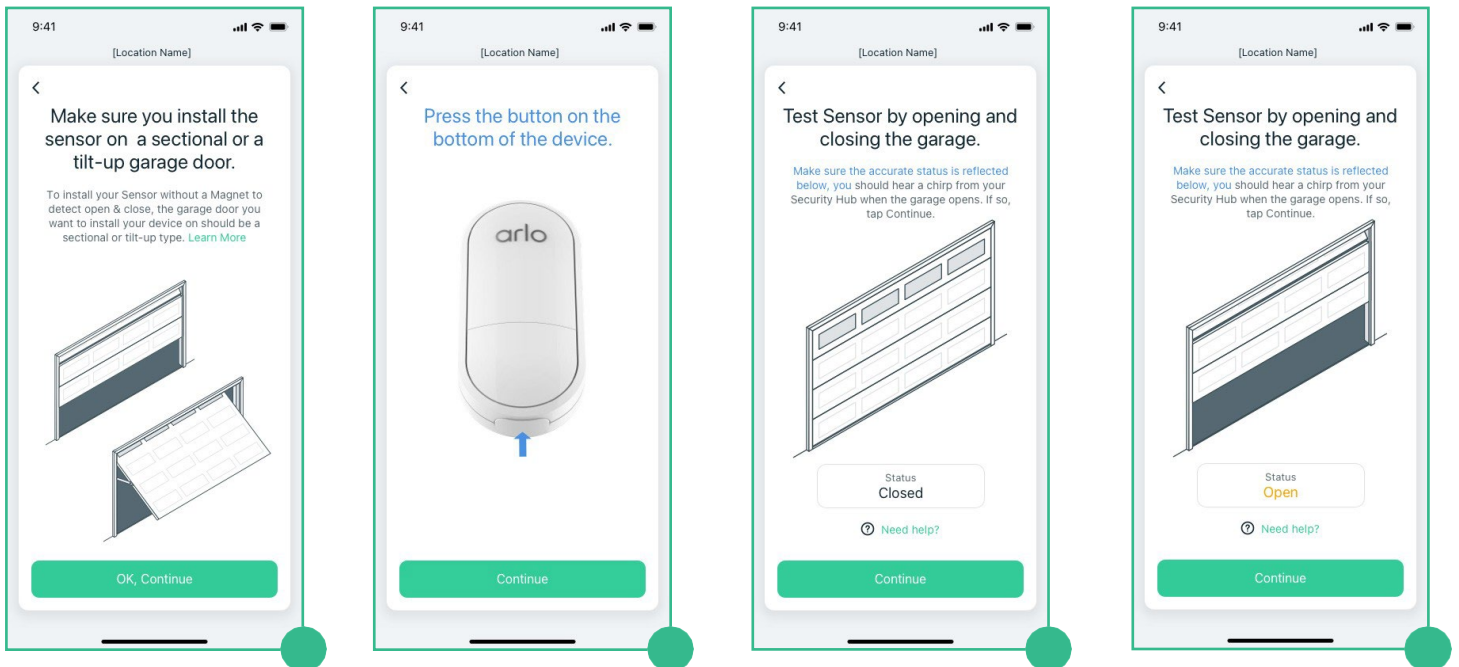 9:41
[Location Name]
Make sure you install the
sensor on a sectional or a
tilt-up garage door.
To install your Sensor without a Magnet to
detect open & close, the garage door you
want to install your device on should be a
sectional or tilt-up type. Learn More
OK, Continue
9:41
[Location Name]
Press the button on the
bottom of the device.
arlo
Continue
9:41
[Location Name]
Test Sensor by opening and
closing the garage.
Make sure the accurate status is reflected
below, you should hear a chirp from your
Security Hub when the garage opens. If so,
tap Continue.
Status
Closed
Need help?
Continue
9:41
[Location Name]
Test Sensor by opening and
closing the garage.
Make sure the accurate status is reflected
below, you should hear a chirp from your
Security Hub when the garage opens. If so,
tap Continue.
Status
Open
Need help?
Continue